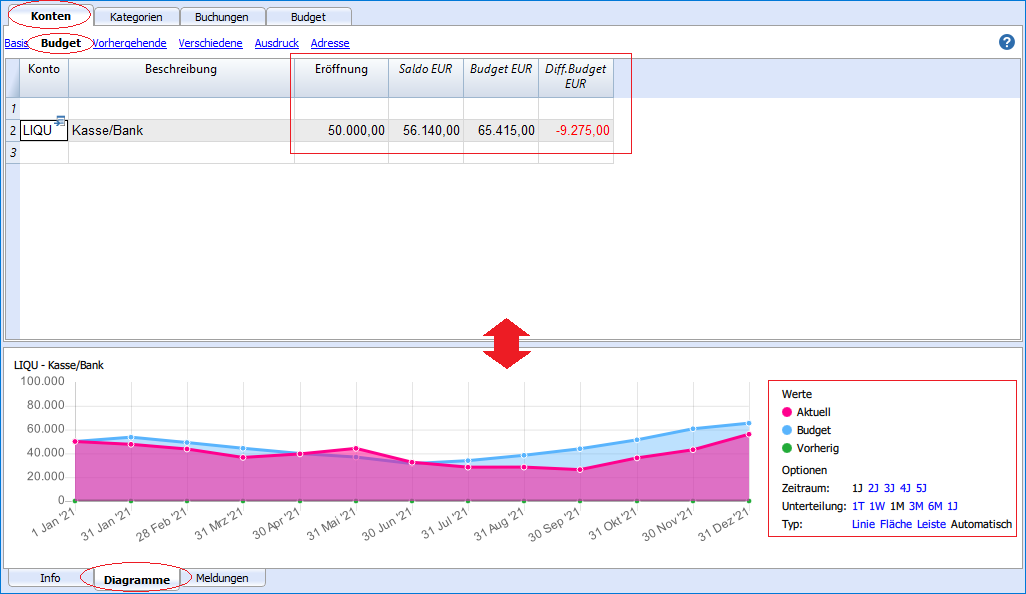 Konten Kategorien Buchungen Budget
Basis Budget Vorhergehende Verschiedene Ausdruck Adresse ?
Konto Beschreibung Eröffnung Saldo EUR Budget EUR Diff.Budget EUR
1
2 LIQU Kasse/Bank 50.000,00 56.140,00 65.415,00 -9.275,00
3
LIQU - Kasse/Bank
100.000
80.000
60.000
40.000
20.000
0
1 Jan '21 31 Jan '21 28 Feb '21 31 Mrz '21 30 Apr '21 31 Mai '21 30 Jun '21 31 Jul '21 31 Aug '21 30 Sep '21 31 Okt '21 30 Nov '21 31 Dez '21
Werte
Aktuell
Budget
Vorherig
Optionen
Zeitraum: 1J 2J 3J 4J 5J
Unterteilung: 1T 1W 1M 3M 6M 1J
Typ: Linie Fläche Leiste Automatisch
Info Diagramme Meldungen